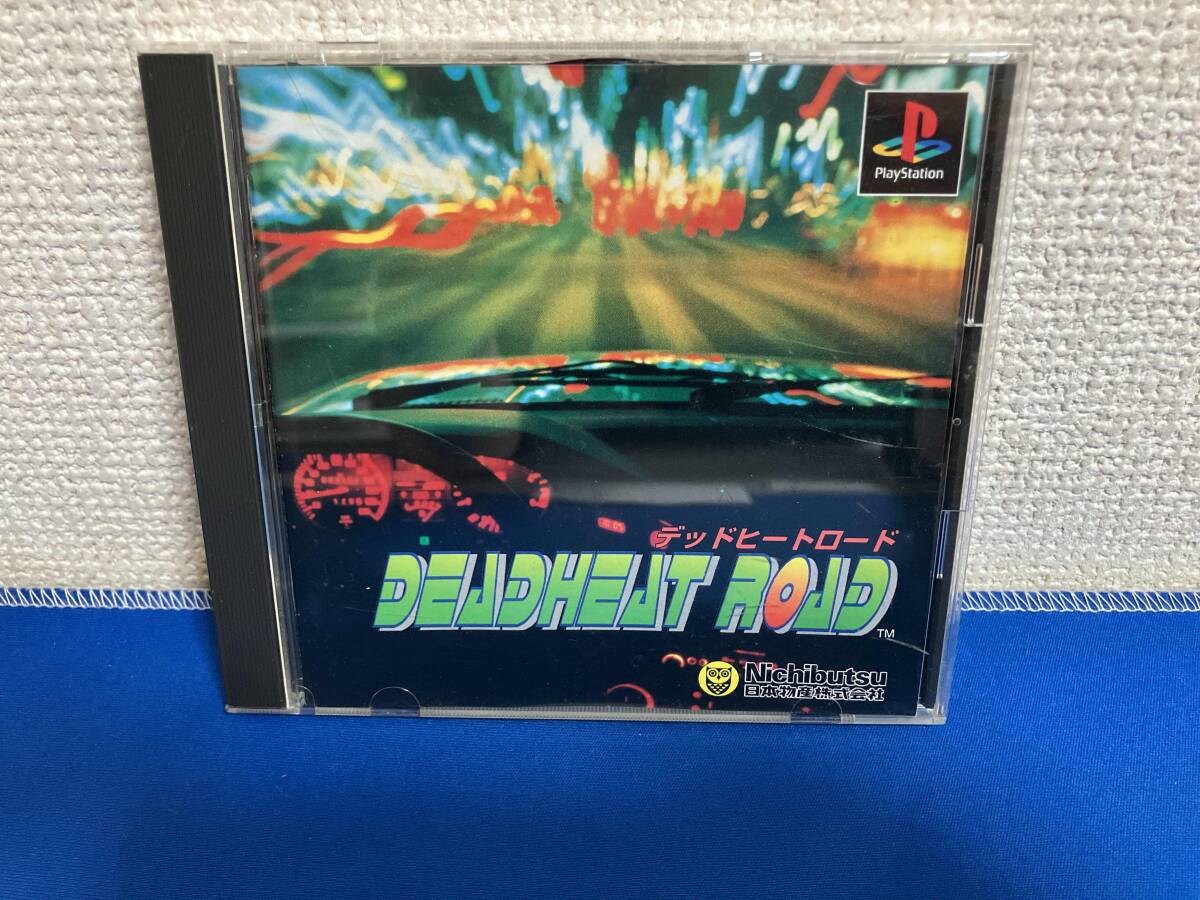 PlayStation
デッドヒートロード
DEADHEAT ROAD
TM
Nichibutsu
日本物産株式会社